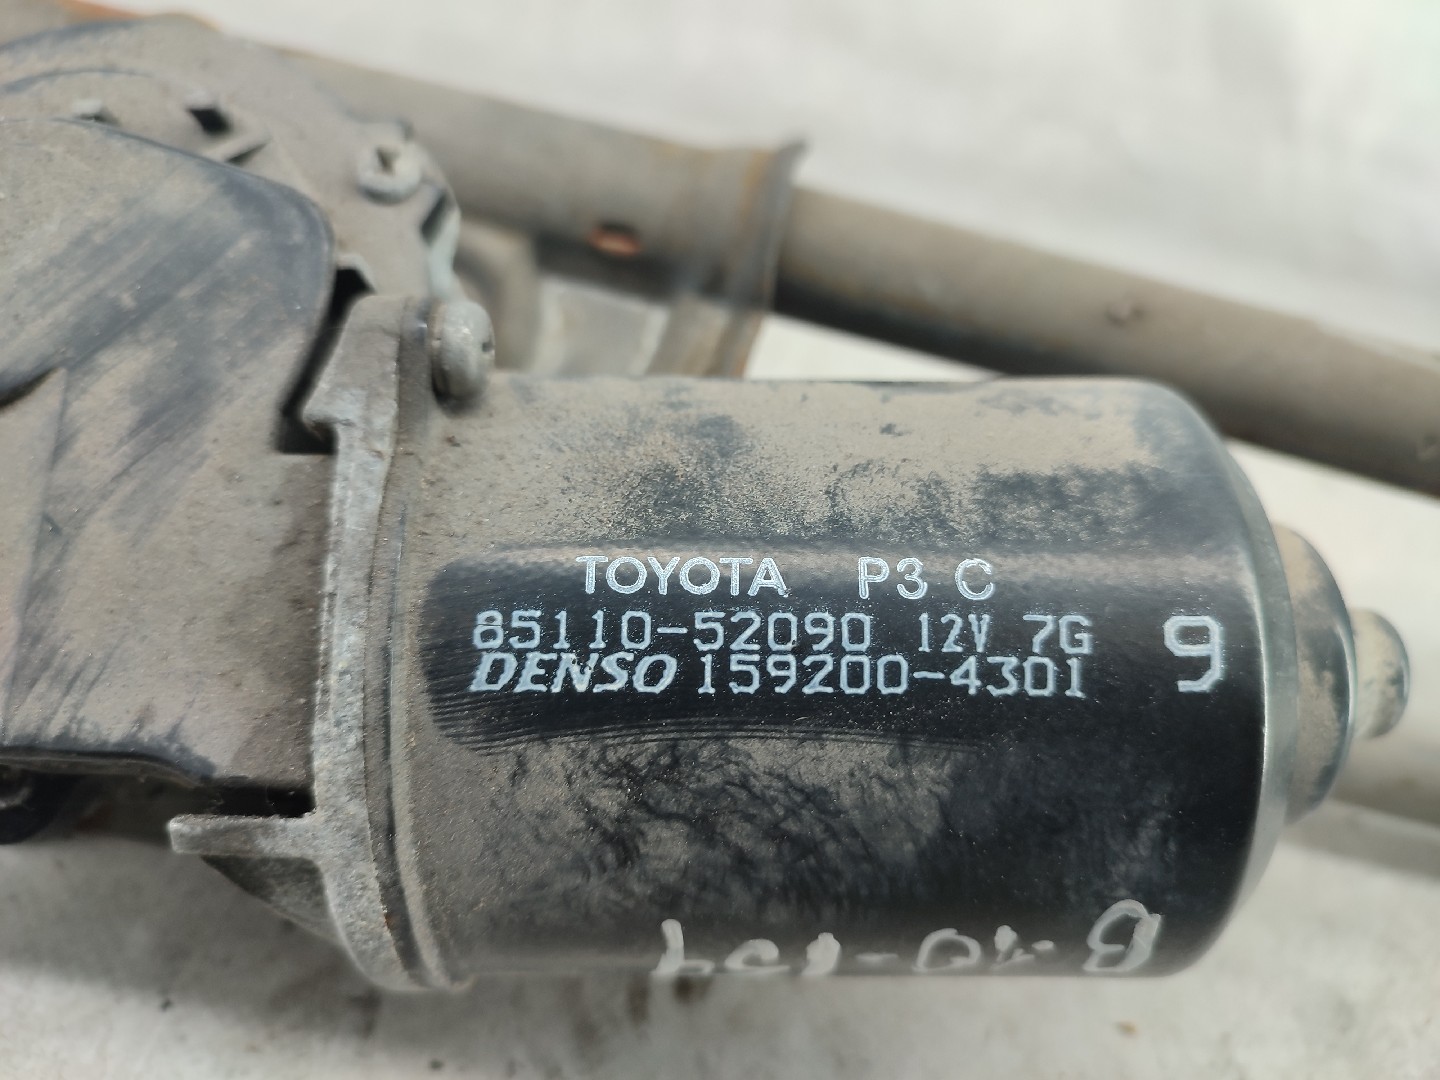 TOYOTA P3 C
85110-52090 12V 7G
DENSO 159200-4301
9